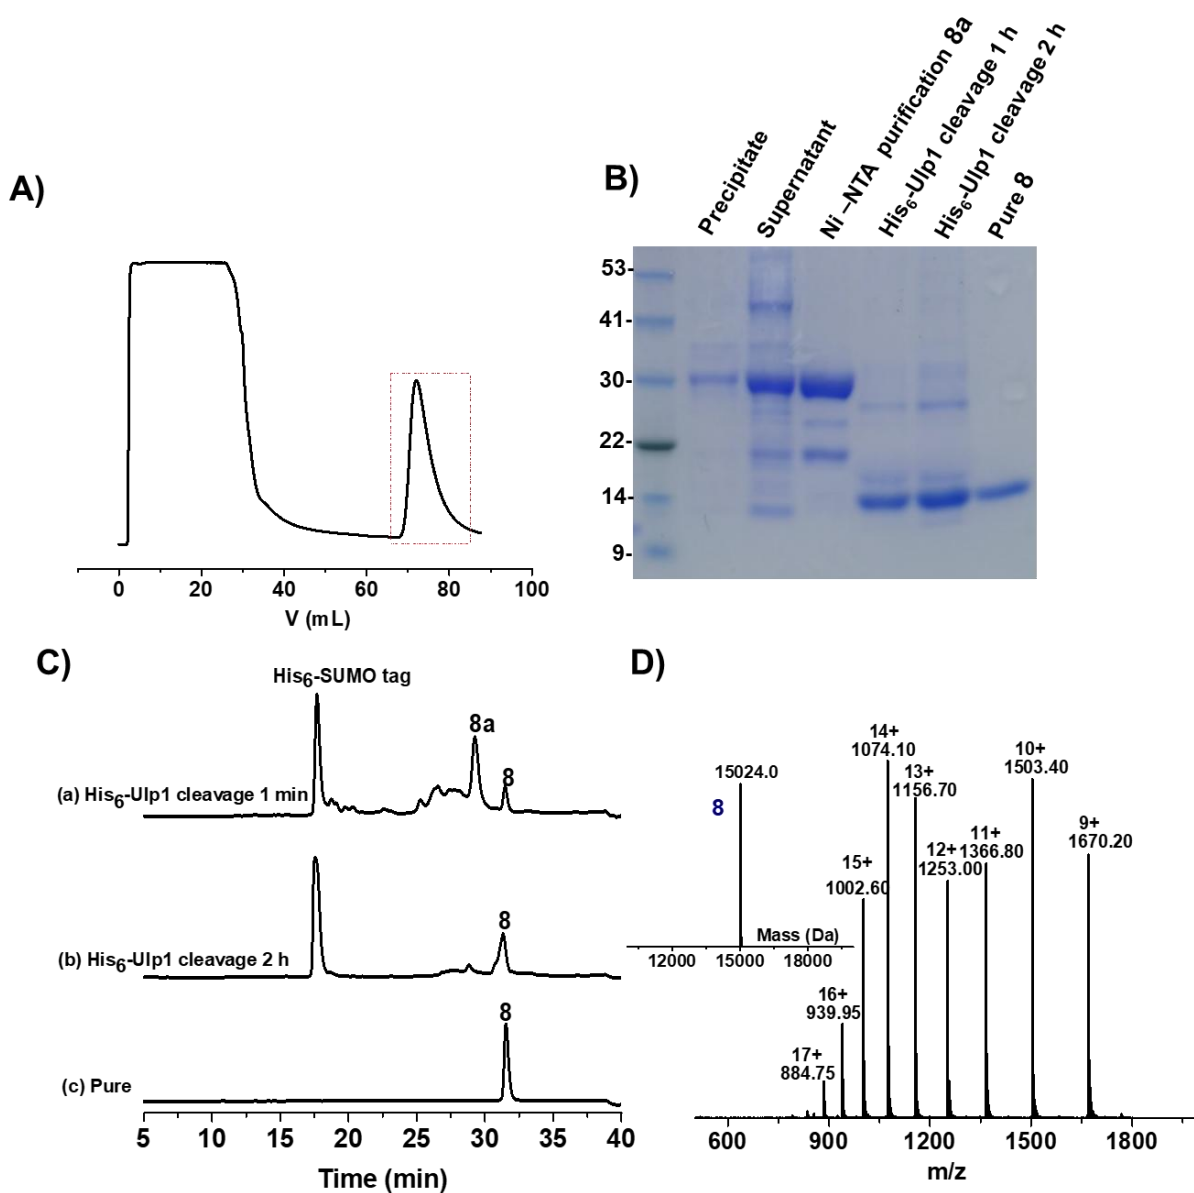 A)
0 20 40 60 80 100
V (mL)
B)
Precipitate
Supernatant
Ni –NTA purification 8a
His6-Ulp1 cleavage 1 h
His6-Ulp1 cleavage 2 h
Pure 8
53-
41-
30-
22-
14-
9-
C)
His6-SUMO tag
8a
8
(a) His6-Ulp1 cleavage 1 min
8
(b) His6-Ulp1 cleavage 2 h
8
(c) Pure
5 10 15 20 25 30 35 40
Time (min)
D)
15024.0
8
Mass (Da)
12000 15000 18000
17+
884.75
16+
939.95
15+
1002.60
14+
1074.10
13+
1156.70
12+
1253.00
11+
1366.80
10+
1503.40
9+
1670.20
600 900 1200 1500 1800
m/z